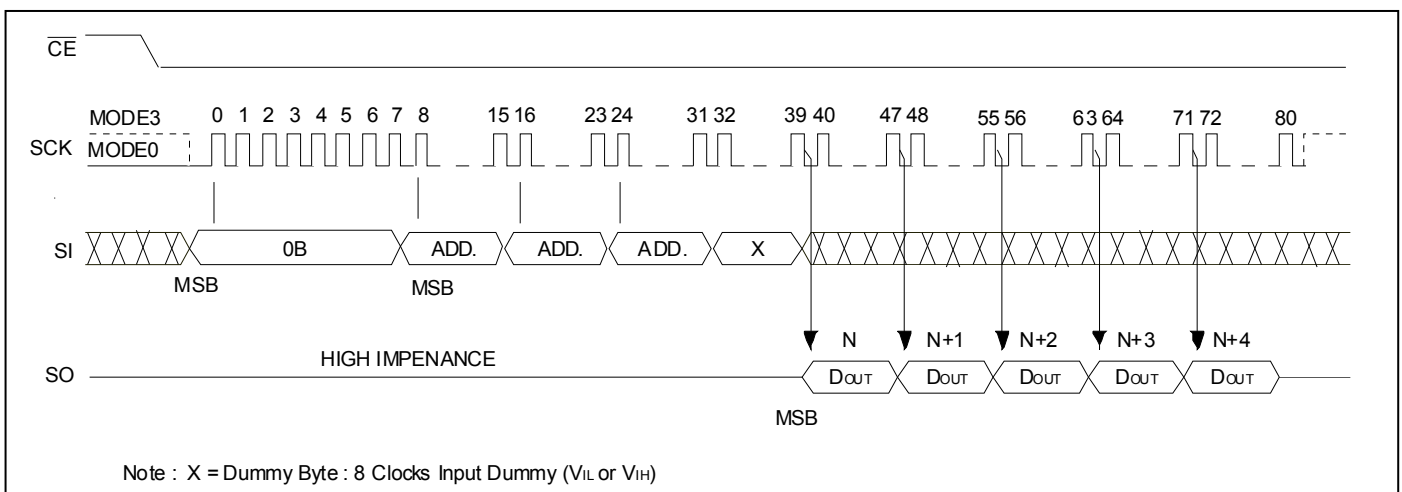 CE
MODE3 0 1 2 3 4 5 6 7 8 15 16 23 24 31 32 39 40 47 48 55 56 63 64 71 72 80
SCK MODE0
SI 0B ADD. ADD. ADD. X
MSB MSB
N N+1 N+2 N+3 N+4
HIGH IMPENANCE
SO DOUT DOUT DOUT DOUT DOUT
MSB
Note : X = Dummy Byte : 8 Clocks Input Dummy (VIL or VIH)